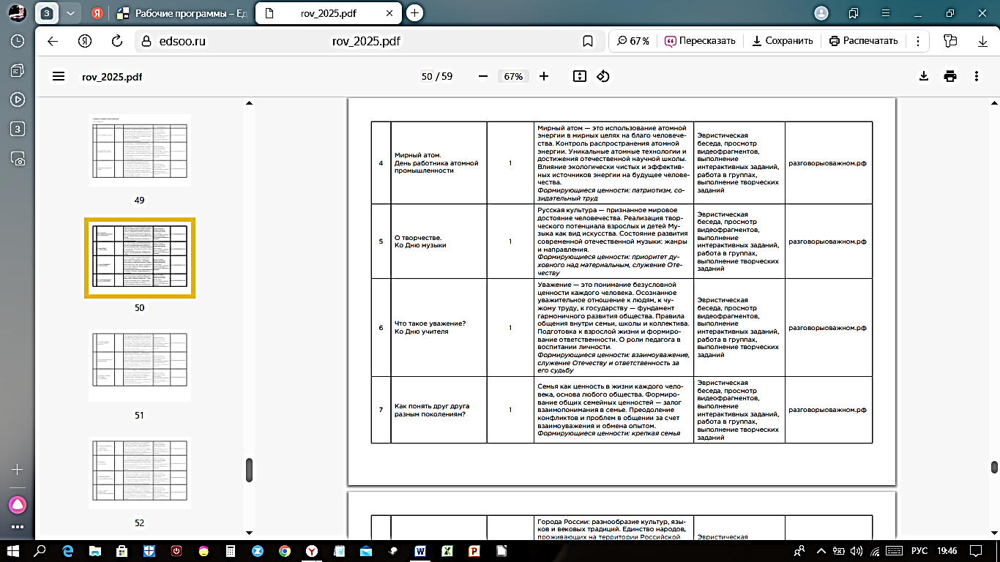 3
Рабочие программы – Ед
rov_2025.pdf
edsoo.ru
rov_2025.pdf
67%
Пересказать
Сохранить
Распечатать
rov_2025.pdf
50 / 59
67%
3
49
50
51
52
4
Мирный атом.
День работника атомной
промышленности
1
Мирный атом — это использование атомной
энергии в мирных целях на благо человече-
ства. Контроль распространения атомной
энергии. Уникальные атомные технологии и
достижения отечественной научной школы.
Влияние экологически чистых и эффектив-
ных источников энергии на будущее челове-
чества.
Формирующиеся ценности: патриотизм, со-
зидательный труд
Эвристическая
беседа, просмотр
видеофрагментов,
выполнение
интерактивных заданий,
работа в группах,
выполнение творческих
заданий
разговорыоважном.рф
5
О творчестве.
Ко Дню музыки
1
Русская культура — признанное мировое
достояние человечества. Реализация твор-
ческого потенциала взрослых и детей Му-
зыка как вид искусства. Состояние развития
современной отечественной музыки: жанры
и направления.
Формирующиеся ценности: приоритет ду-
ховного над материальным, служение Оте-
честву
Эвристическая
беседа, просмотр
видеофрагментов,
выполнение
интерактивных заданий,
работа в группах,
выполнение творческих
заданий
разговорыоважном.рф
6
Что такое уважение?
Ко Дню учителя
1
Уважение — это понимание безусловной
ценности каждого человека. Осознанное
уважительное отношение к людям, к чу-
жому труду, к государству — фундамент
гармоничного развития общества. Правила
общения внутри семьи, школы и коллектива.
Подготовка к взрослой жизни и формиро-
вание ответственности. О роли педагога в
воспитании личности.
Формирующиеся ценности: взаимоуважение,
служение Отечеству и ответственность за
его судьбу
Эвристическая
беседа, просмотр
видеофрагментов,
выполнение
интерактивных заданий,
работа в группах,
выполнение творческих
заданий
разговорыоважном.рф
7
Как понять друг друга
разным поколениям?
1
Семья как ценность в жизни каждого чело-
века, основа любого общества. Формиро-
вание общих семейных ценностей — залог
взаимопонимания в семье. Преодоление
конфликтов и проблем в общении за счет
взаимоуважения и обмена опытом.
Формирующиеся ценности: крепкая семья
Эвристическая
беседа, просмотр
видеофрагментов,
выполнение
интерактивных заданий,
работа в группах,
выполнение творческих
заданий
разговорыоважном.рф
Города России: разнообразие культур, язы-
ков и вековых традиций. Единство народов,
проживающих на территории Российской
Эвристическая
РУС
19:46